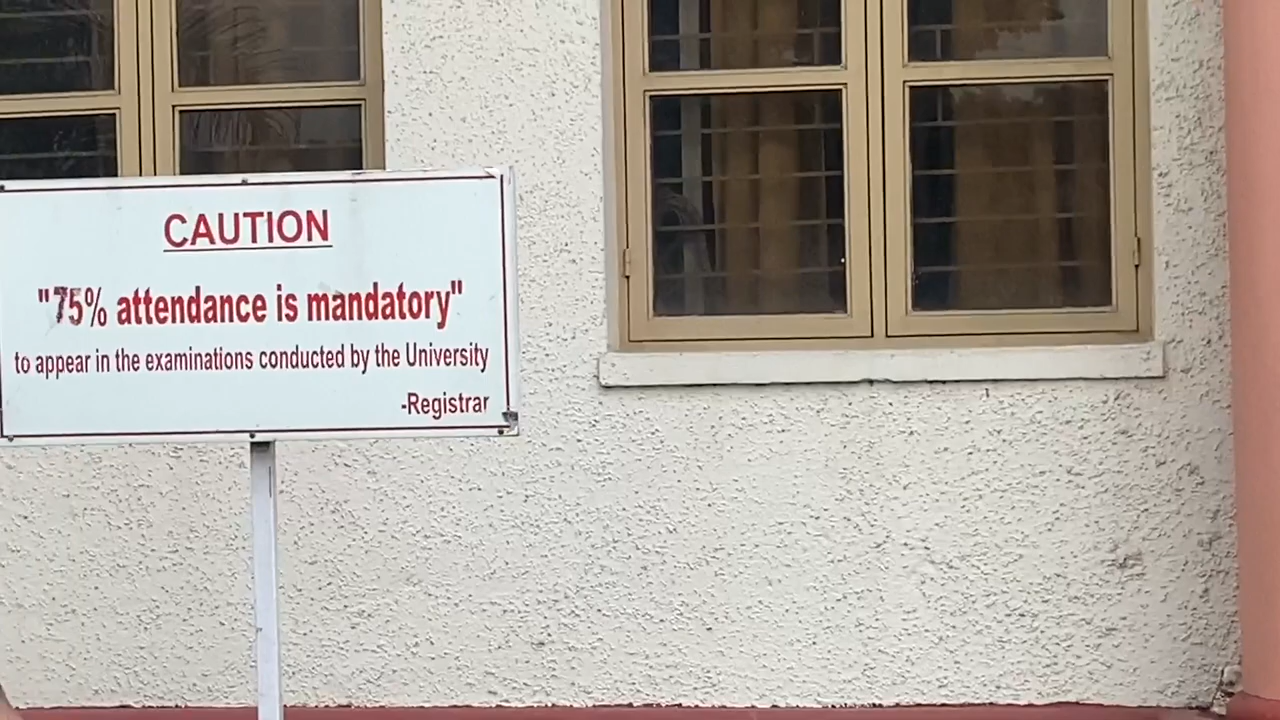 CAUTION
"75% attendance is mandatory"
to appear in the examinations conducted by the University
-Registrar